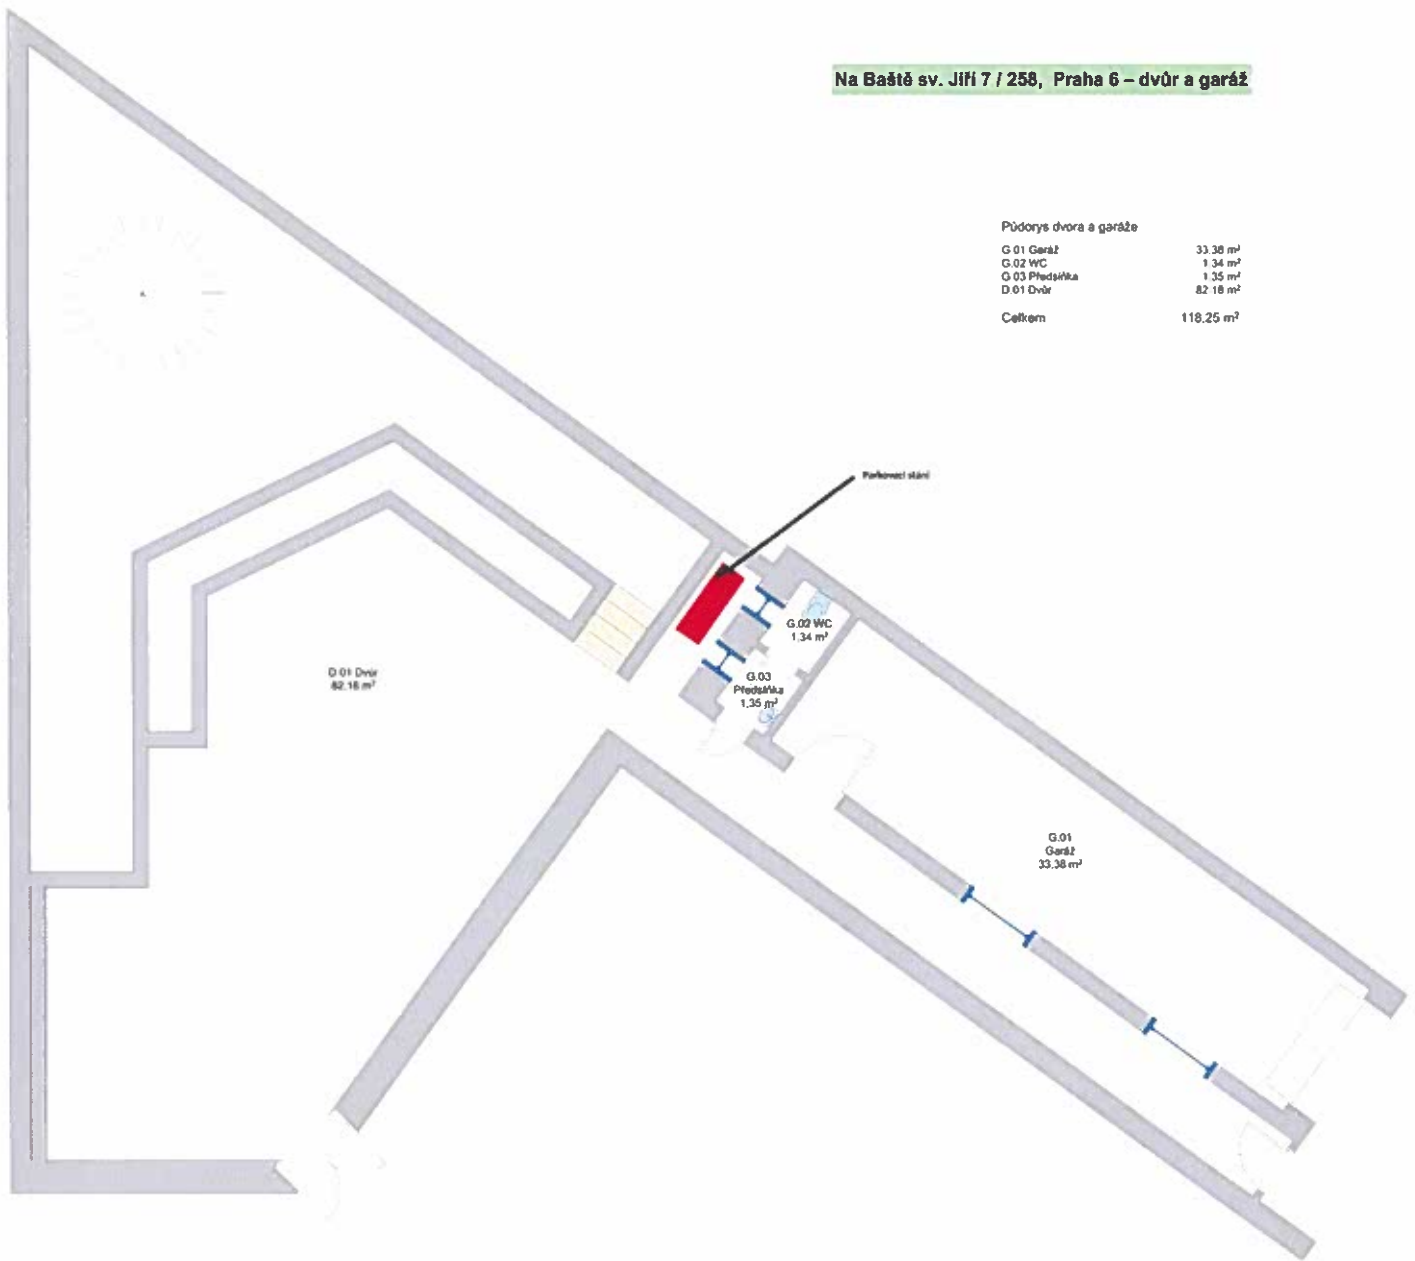 Na Baště sv. Jiří 7 / 258, Praha 6 – dvůr a garáž
Půdorys dvora a garáže
G.01 Garáž 33.38 m²
G.02 WC 1.34 m²
G.03 Předsíňka 1.35 m²
D.01 Dvůr 82.18 m²
Celkem 118.25 m²
Parkovací stání
G.02 WC
1.34 m²
G.03
Předsíňka
1.35 m²
D.01 Dvůr
82.18 m²
G.01
Garáž
33.38 m²